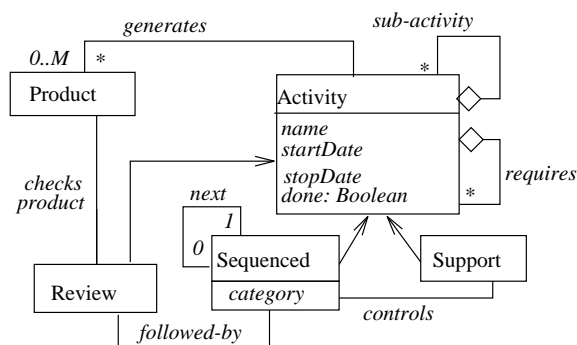 generates
sub-activity
0..M
*
*
Product
Activity
name
startDate
stopDate
done: Boolean
*
requires
checks
product
next
1
0
Sequenced
Support
category
controls
Review
followed-by